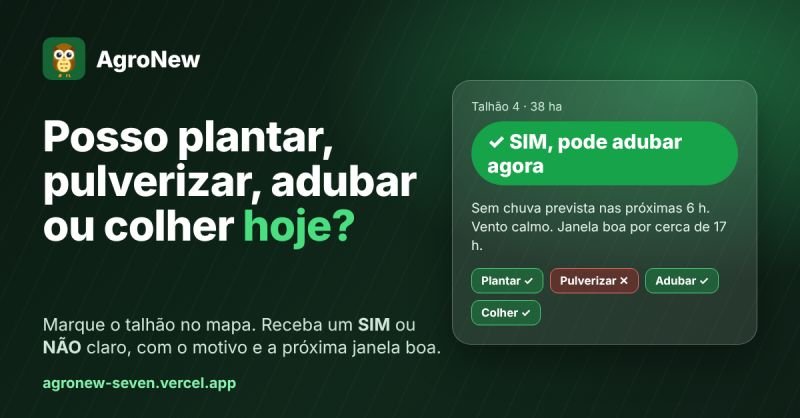 AgroNew
Posso plantar,
pulverizar, adubar
ou colher hoje?
Marque o talhão no mapa. Receba um SIM ou
NÃO claro, com o motivo e a próxima janela boa.
agronew-seven.vercel.app
Talhão 4 · 38 ha
✓ SIM, pode adubar
agora
Sem chuva prevista nas próximas 6 h.
Vento calmo. Janela boa por cerca de 17
h.
Plantar ✓ Pulverizar ✕ Adubar ✓
Colher ✓